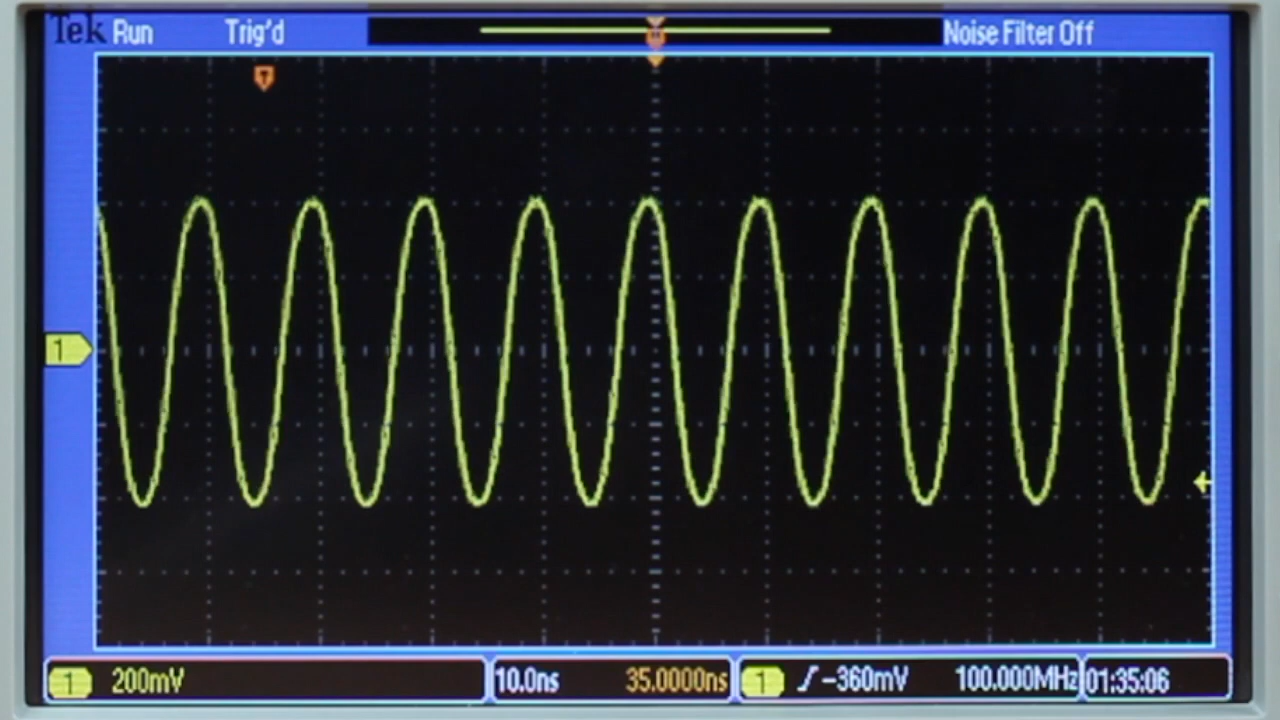 Tek Run Trig'd Noise Filter Off
T
1
1 200mV 10.0ns 35.0000ns 1 ∫ -360mV 100.000MHz 01:35:06